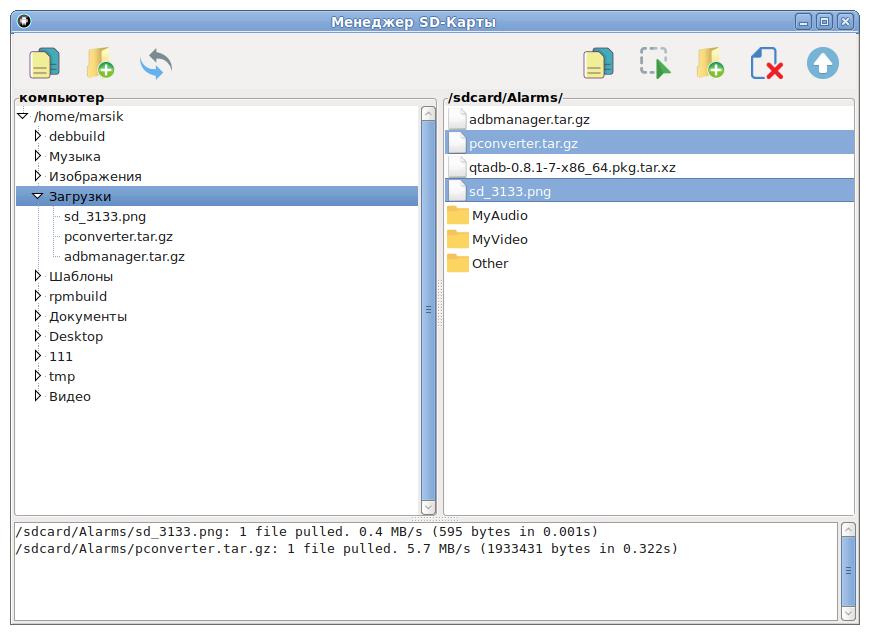 Менеджер SD-Карты
компьютер
/home/marsik
debbuild
Музыка
Изображения
Загрузки
sd_3133.png
pconverter.tar.gz
adbmanager.tar.gz
Шаблоны
rpmbuild
Документы
Desktop
111
tmp
Видео
/sdcard/Alarms/
adbmanager.tar.gz
pconverter.tar.gz
qtadb-0.8.1-7-x86_64.pkg.tar.xz
sd_3133.png
MyAudio
MyVideo
Other
/sdcard/Alarms/sd_3133.png: 1 file pulled. 0.4 MB/s (595 bytes in 0.001s)
/sdcard/Alarms/pconverter.tar.gz: 1 file pulled. 5.7 MB/s (1933431 bytes in 0.322s)